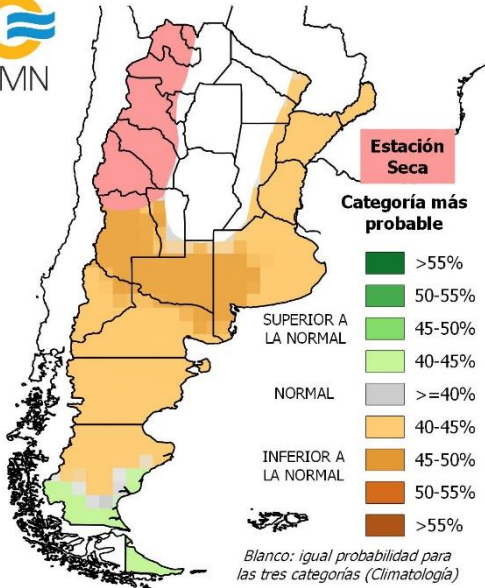 MN
Estación
Seca
Categoría más
probable
>55%
50-55%
45-50%
SUPERIOR A
LA NORMAL
40-45%
NORMAL
>=40%
40-45%
INFERIOR A
LA NORMAL
45-50%
50-55%
>55%
Blanco: igual probabilidad para
las tres categorías (Climatología)